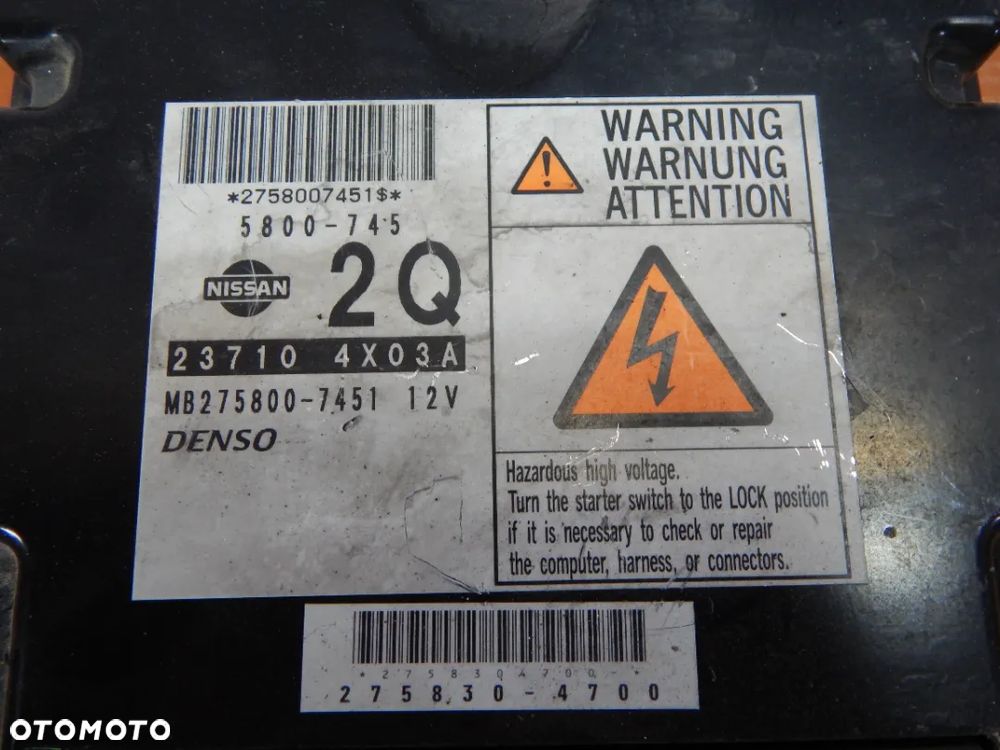 *2758007451$*
5800-745
NISSAN
2Q
23710 4X03A
MB275800-7451 12V
DENSO
WARNING
WARNUNG
ATTENTION
Hazardous high voltage.
Turn the starter switch to the LOCK position
if it is necessary to check or repair
the computer, harness, or connectors.
*2758304700-*
275830-4700
OTOMOTO